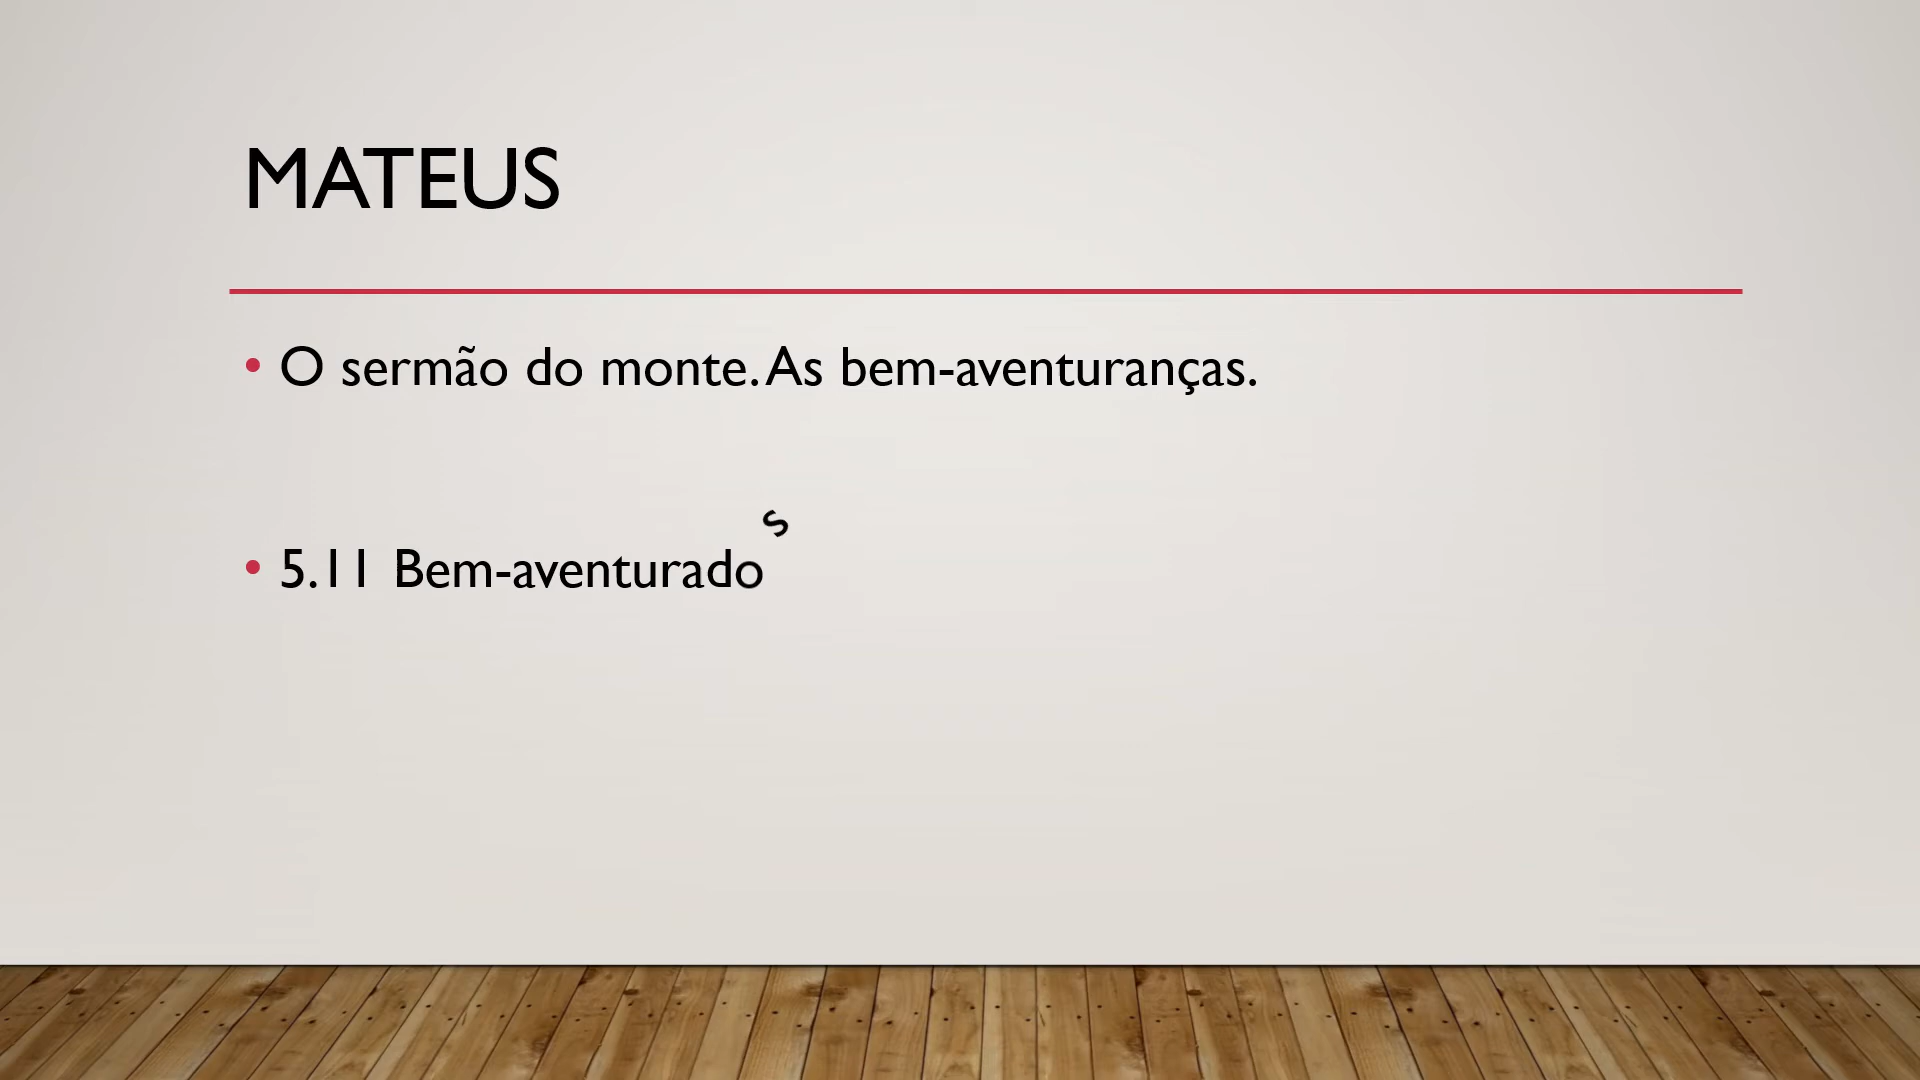 MATEUS
• O sermão do monte. As bem-aventuranças.
• 5.11 Bem-aventurados